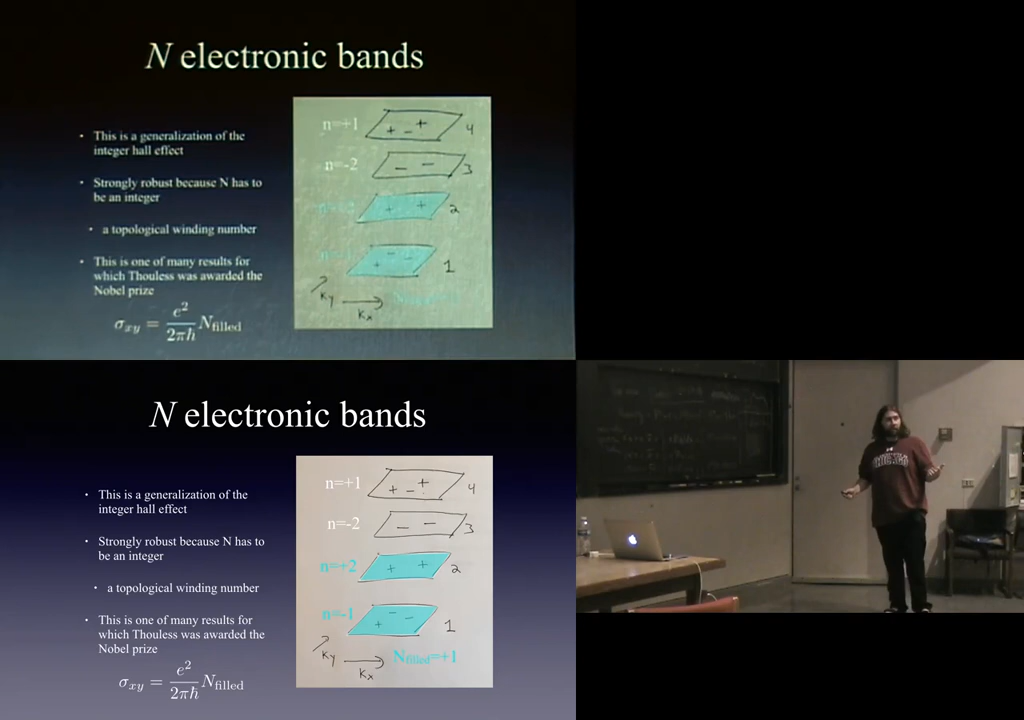 N electronic bands
• This is a generalization of the
integer hall effect
• Strongly robust because N has to
be an integer
• a topological winding number
• This is one of many results for
which Thouless was awarded the
Nobel prize
σxy = e²/2πħ Nfilled
n=+1 + - + 4
n=-2 - - 3
+ + 2
+ - - 1
ky
kx
N electronic bands
• This is a generalization of the
integer hall effect
• Strongly robust because N has to
be an integer
• a topological winding number
• This is one of many results for
which Thouless was awarded the
Nobel prize
σxy = e²/2πħ Nfilled
n=+1 + - + 4
n=-2 - - 3
n=+2 + + 2
n=-1 + - - 1
ky
kx
Nfilled=+1